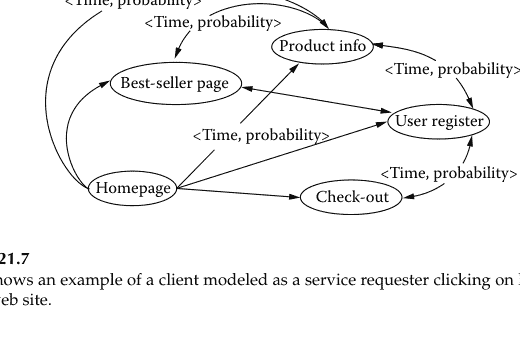 <Time, probability>
<Time, probability>
Product info
<Time, probability>
Best-seller page
User register
<Time, probability>
<Time, probability>
Homepage
Check-out
21.7
hows an example of a client modeled as a service requester clicking on
eb site.